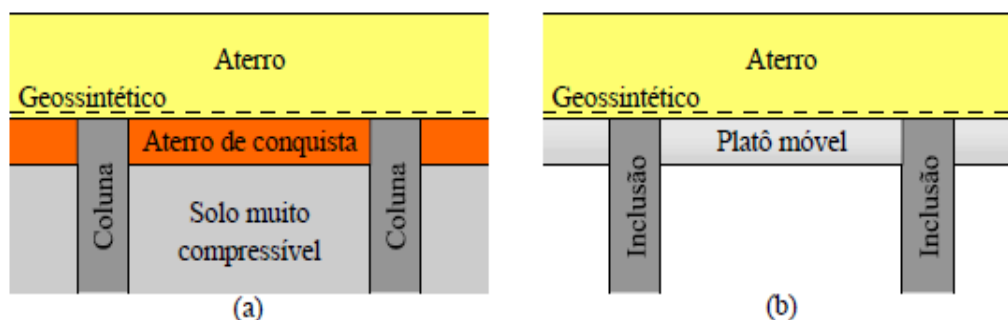 Aterro
Geossintético
Aterro de conquista
Coluna
Solo muito
compressível
Coluna
(a)
Aterro
Geossintético
Platô móvel
Inclusão
Inclusão
(b)